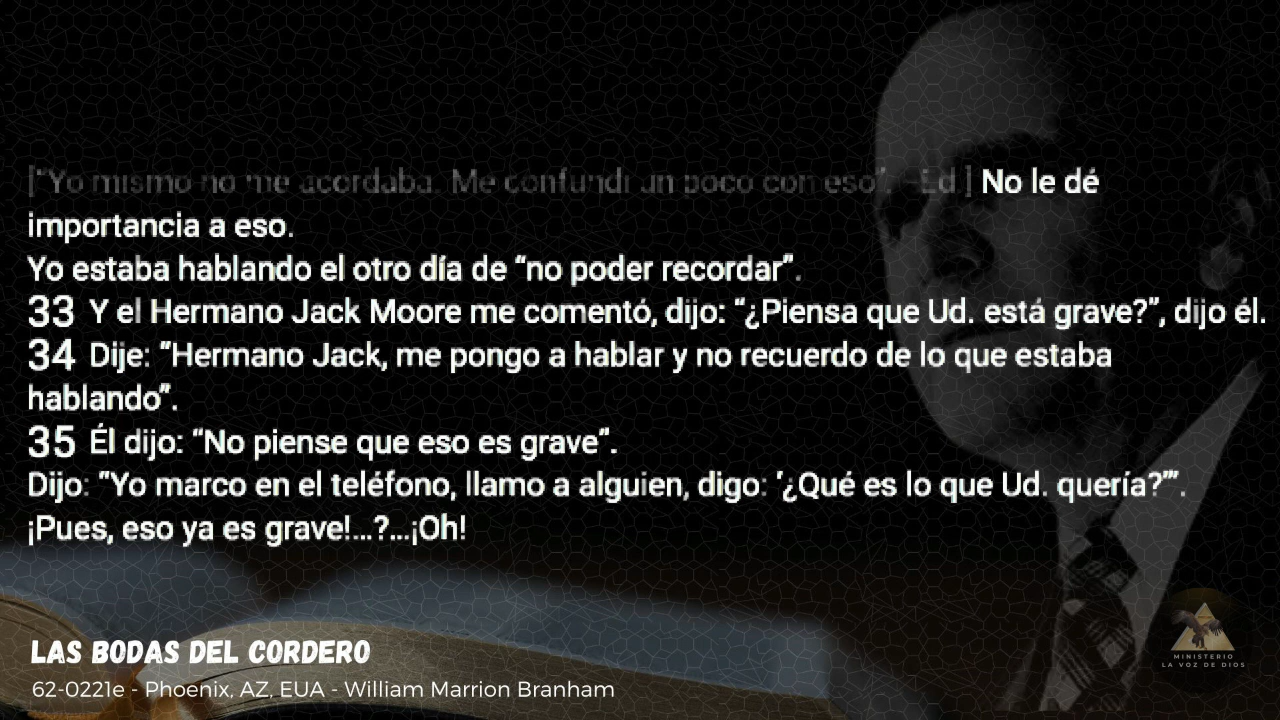 ["Yo mismo no me acordaba. Me confundí un poco con eso". –Ed.] No le dé
importancia a eso.
Yo estaba hablando el otro día de “no poder recordar”.
33 Y el Hermano Jack Moore me comentó, dijo: “¿Piensa que Ud. está grave?”, dijo él.
34 Dije: “Hermano Jack, me pongo a hablar y no recuerdo de lo que estaba
hablando”.
35 Él dijo: “No piense que eso es grave”.
Dijo: “Yo marco en el teléfono, llamo a alguien, digo: ‘¿Qué es lo que Ud. quería?’”.
¡Pues, eso ya es grave!...?...¡Oh!
LAS BODAS DEL CORDERO
62-0221e - Phoenix, AZ, EUA - William Marrion Branham
MINISTERIO
LA VOZ DE DIOS